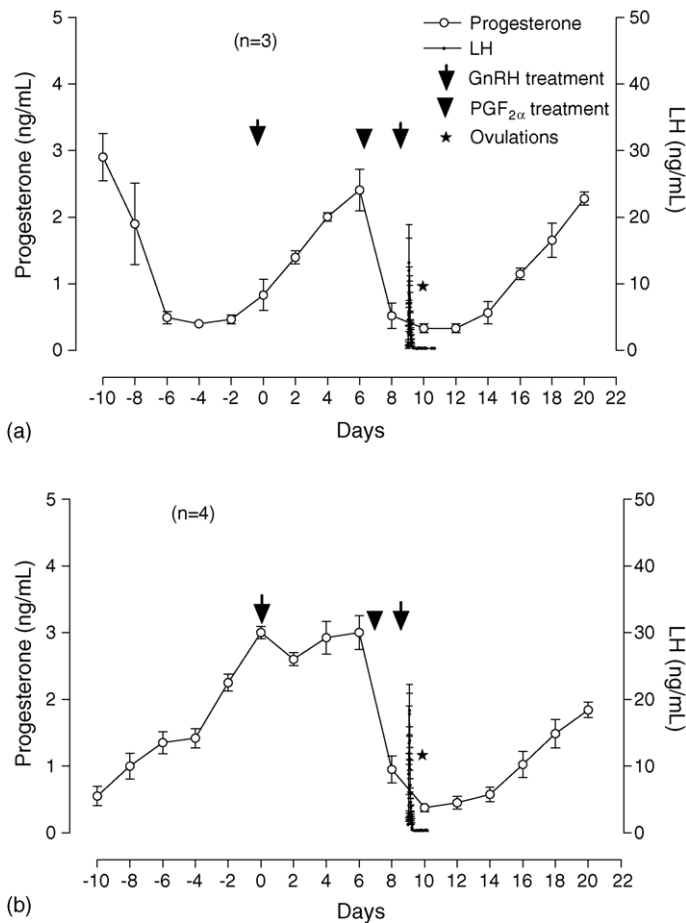 (n=3)
Progesterone
LH
GnRH treatment
PGF2α treatment
Ovulations
Progesterone (ng/mL)
LH (ng/mL)
5
4
3
2
1
0
50
40
30
20
10
0
-10 -8 -6 -4 -2 0 2 4 6 8 10 12 14 16 18 20 22
Days
(a)
(n=4)
Progesterone (ng/mL)
LH (ng/mL)
5
4
3
2
1
0
50
40
30
20
10
0
-10 -8 -6 -4 -2 0 2 4 6 8 10 12 14 16 18 20 22
Days
(b)